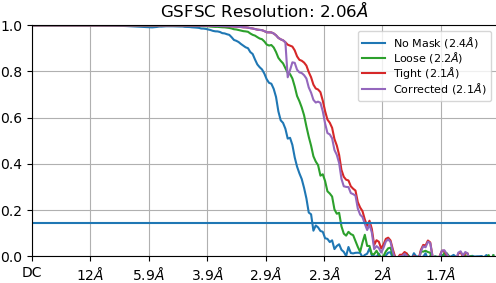 GSFSC Resolution: 2.06Å
1.0
0.8
0.6
0.4
0.2
0.0
No Mask (2.4Å)
Loose (2.2Å)
Tight (2.1Å)
Corrected (2.1Å)
DC 12Å 5.9Å 3.9Å 2.9Å 2.3Å 2Å 1.7Å